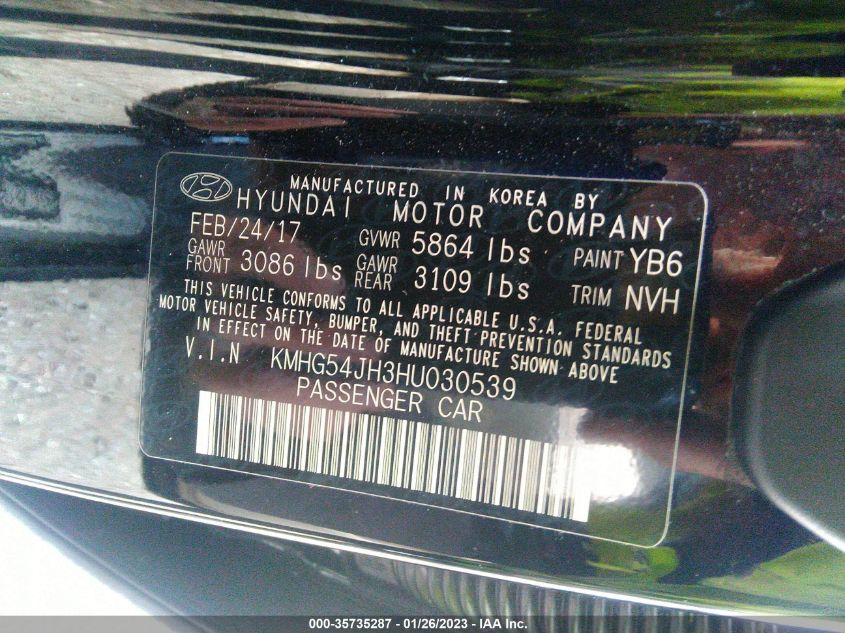 MANUFACTURED IN KOREA BY
HYUNDAI MOTOR COMPANY
FEB/24/17 GVWR 5864 lbs PAINT YB6
GAWR FRONT 3086 lbs GAWR REAR 3109 lbs TRIM NVH
THIS VEHICLE CONFORMS TO ALL APPLICABLE U.S.A. FEDERAL
MOTOR VEHICLE SAFETY, BUMPER, AND THEFT PREVENTION STANDARDS
IN EFFECT ON THE DATE OF MANUFACTURE SHOWN ABOVE
V.I.N KMHG54JH3HU030539
PASSENGER CAR
000-35735287 - 01/26/2023 - IAA Inc.